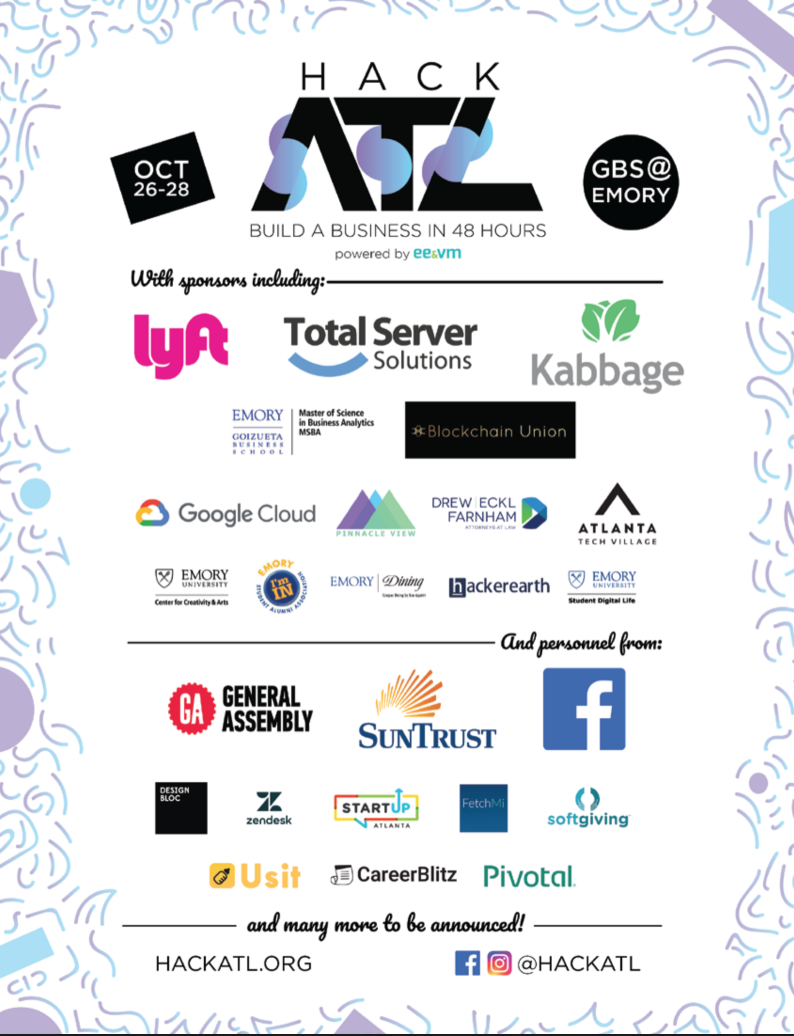 HACK
ATL
OCT
26-28
GBS@
EMORY
BUILD A BUSINESS IN 48 HOURS
powered by ee&vm
With sponsors including:
lyft
Total Server
Solutions
Kabbage
EMORY
GOIZUETA
BUSINESS
SCHOOL
Master of Science
in Business Analytics
MSBA
Blockchain Union
Google Cloud
PINNACLE VIEW
DREW ECKL
FARNHAM
ATTORNEYS AT LAW
ATLANTA
TECH VILLAGE
EMORY
UNIVERSITY
Center for Creativity & Arts
EMORY
I'm
IN
STUDENT ALUMNI ASSOCIATION
EMORY Dining
hackerearth
EMORY
UNIVERSITY
Student Digital Life
And personnel from:
GA
GENERAL
ASSEMBLY
SUNTRUST
f
DESIGN
BLOC
zendesk
STARTUP
ATLANTA
FetchMi
softgiving
Usit
CareerBlitz
Pivotal.
and many more to be announced!
HACKATL.ORG
f @HACKATL